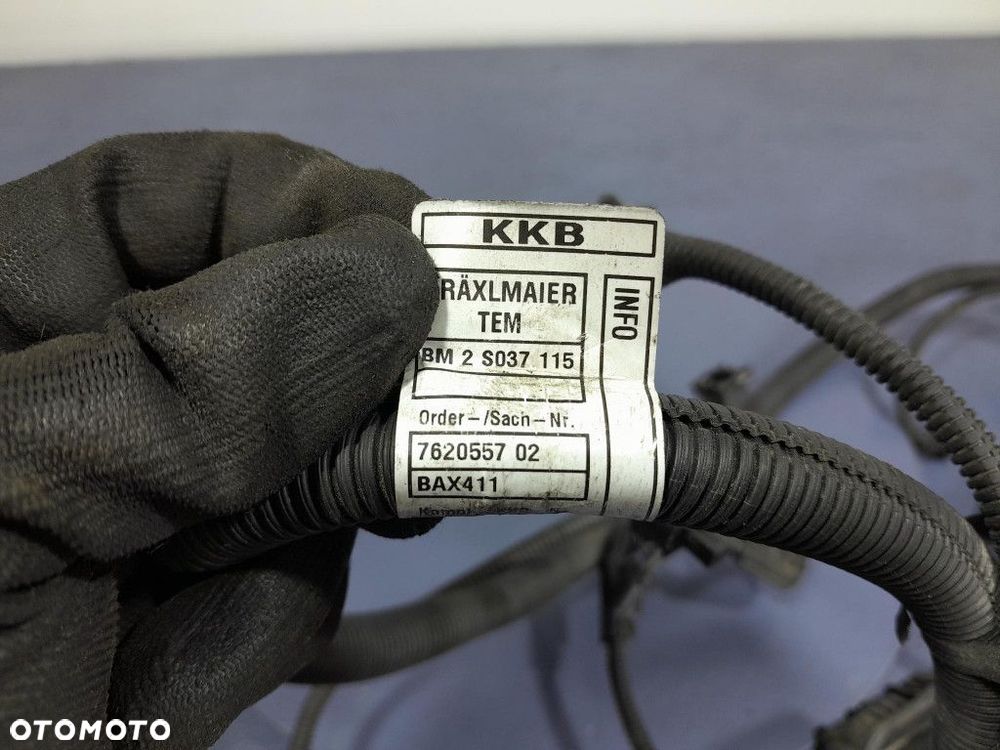 KKB
RÄXLMAIER
TEM
INFO
BM 2 S037 115
Order-/Sach-Nr.
7620557 02
BAX411
OTOMOTO